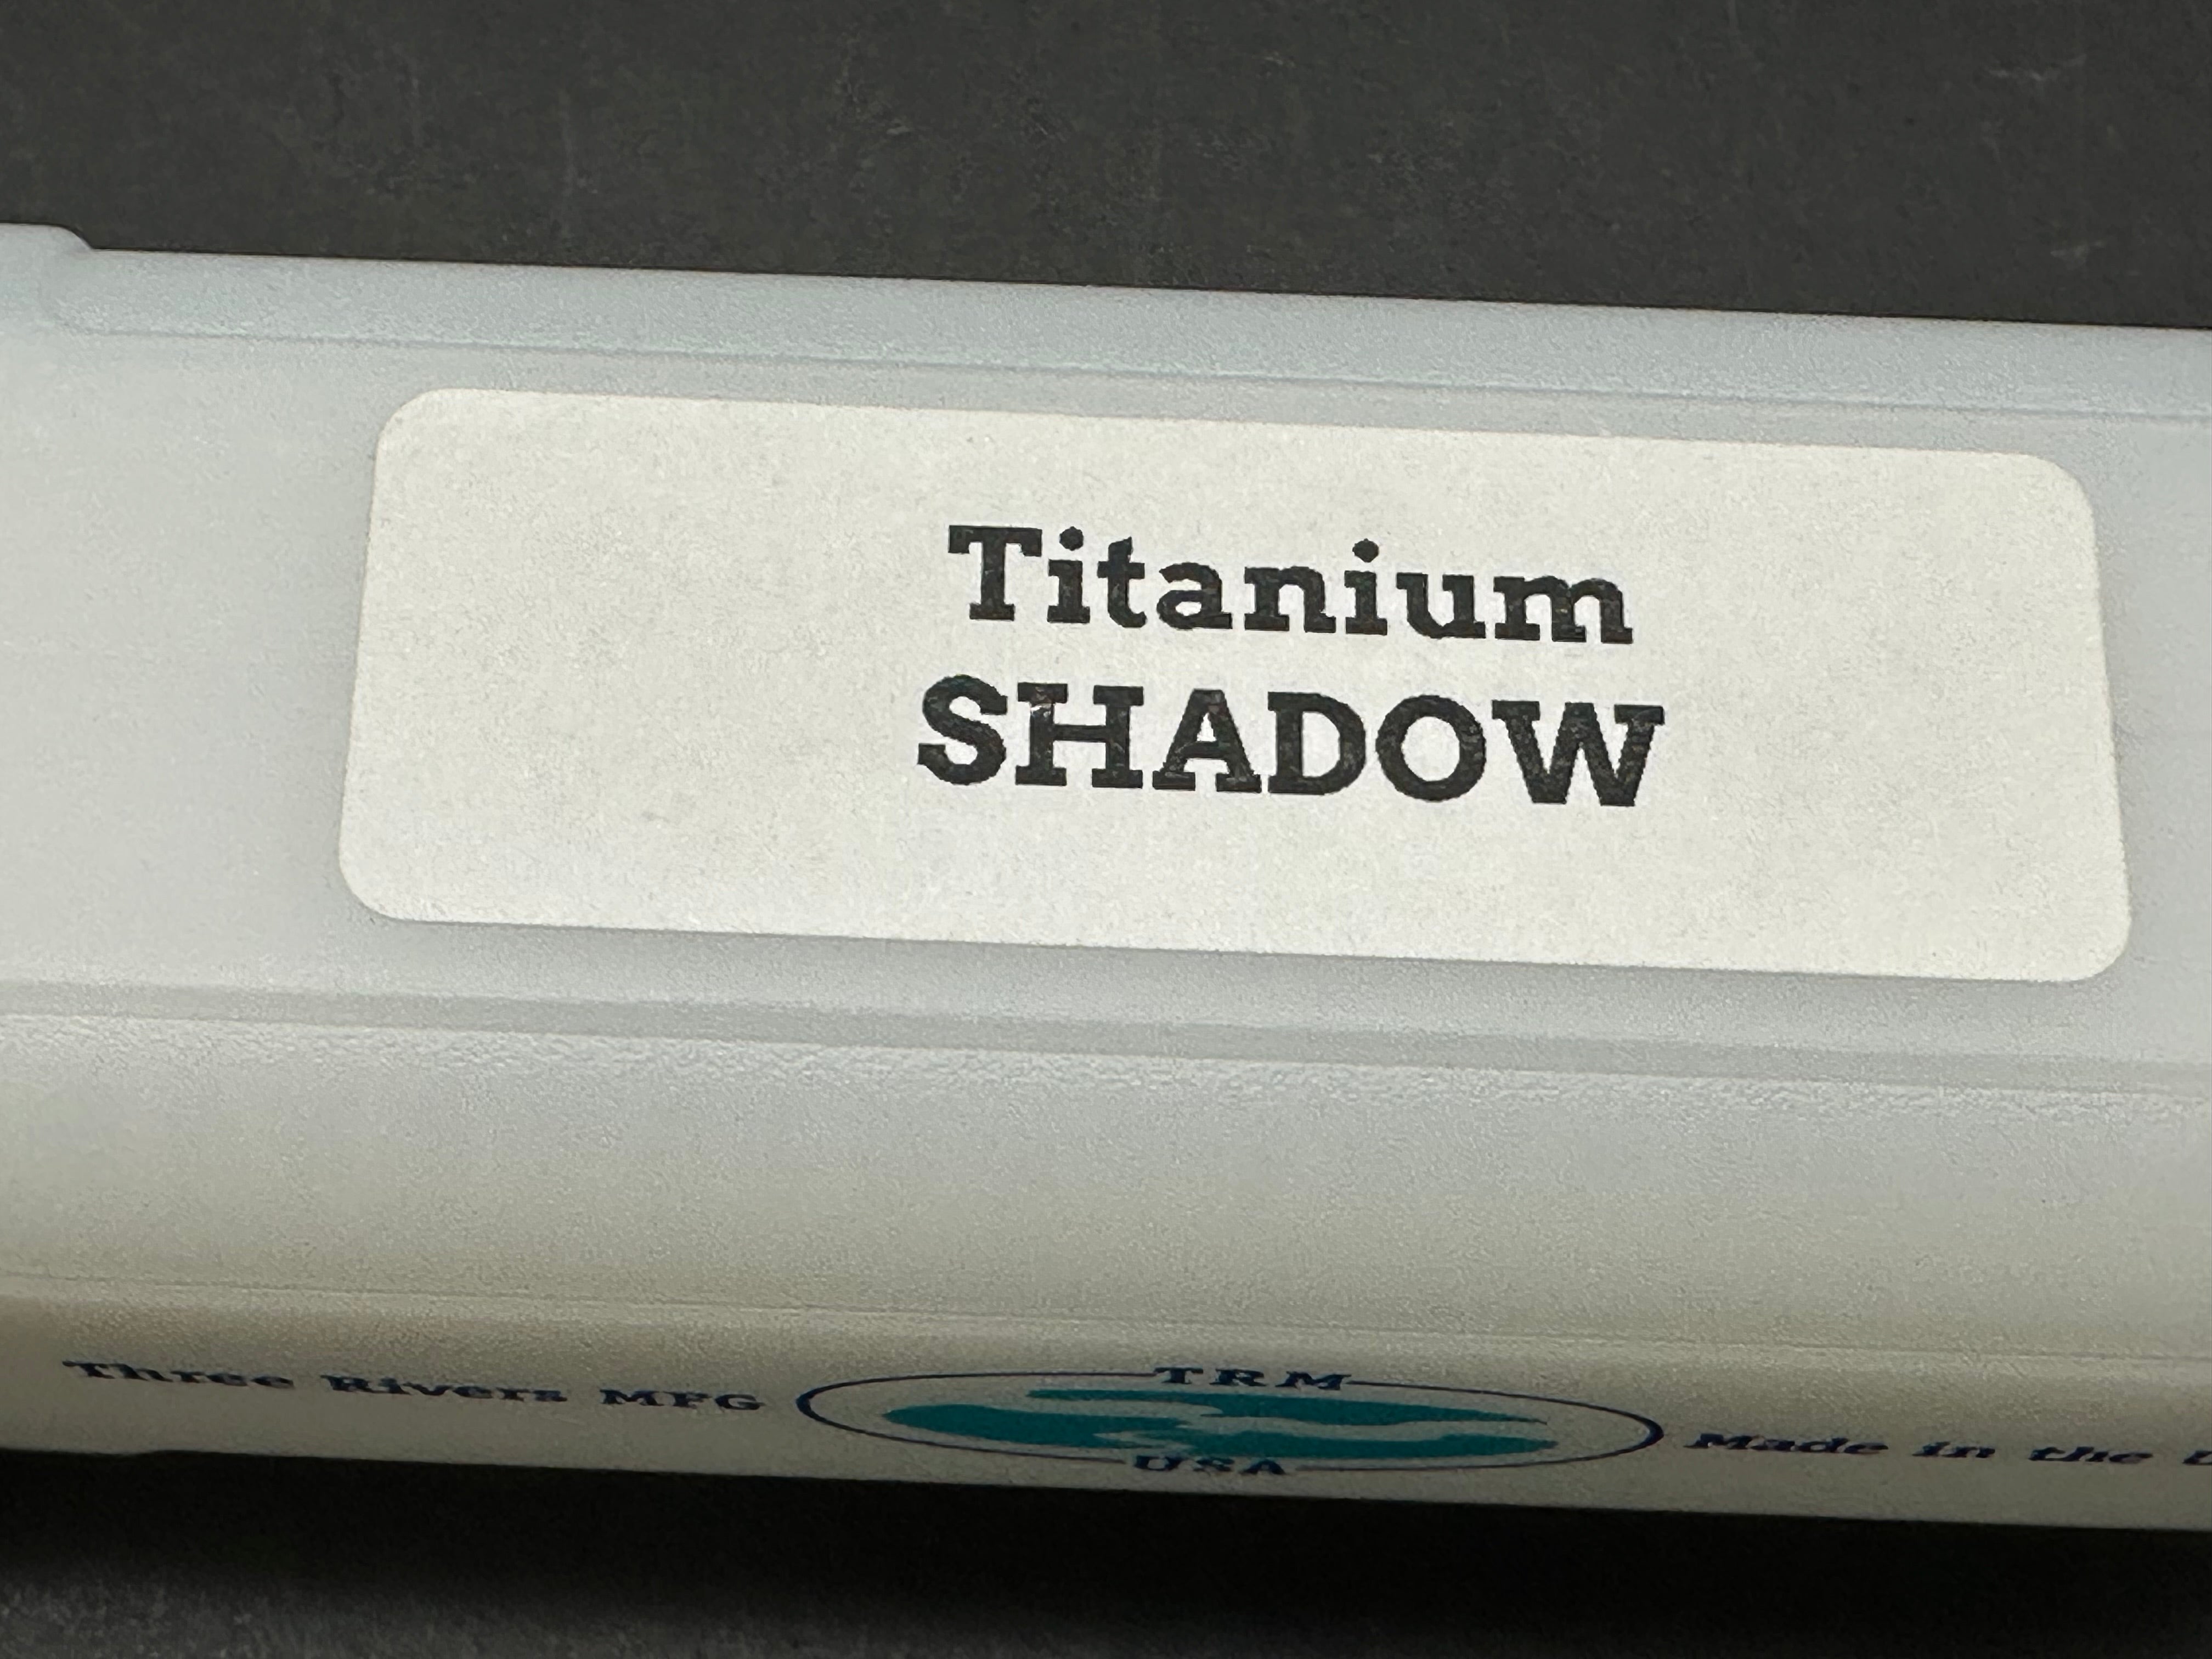 Titanium
SHADOW
Three Rivers MFG
TRM
USA
Made in the